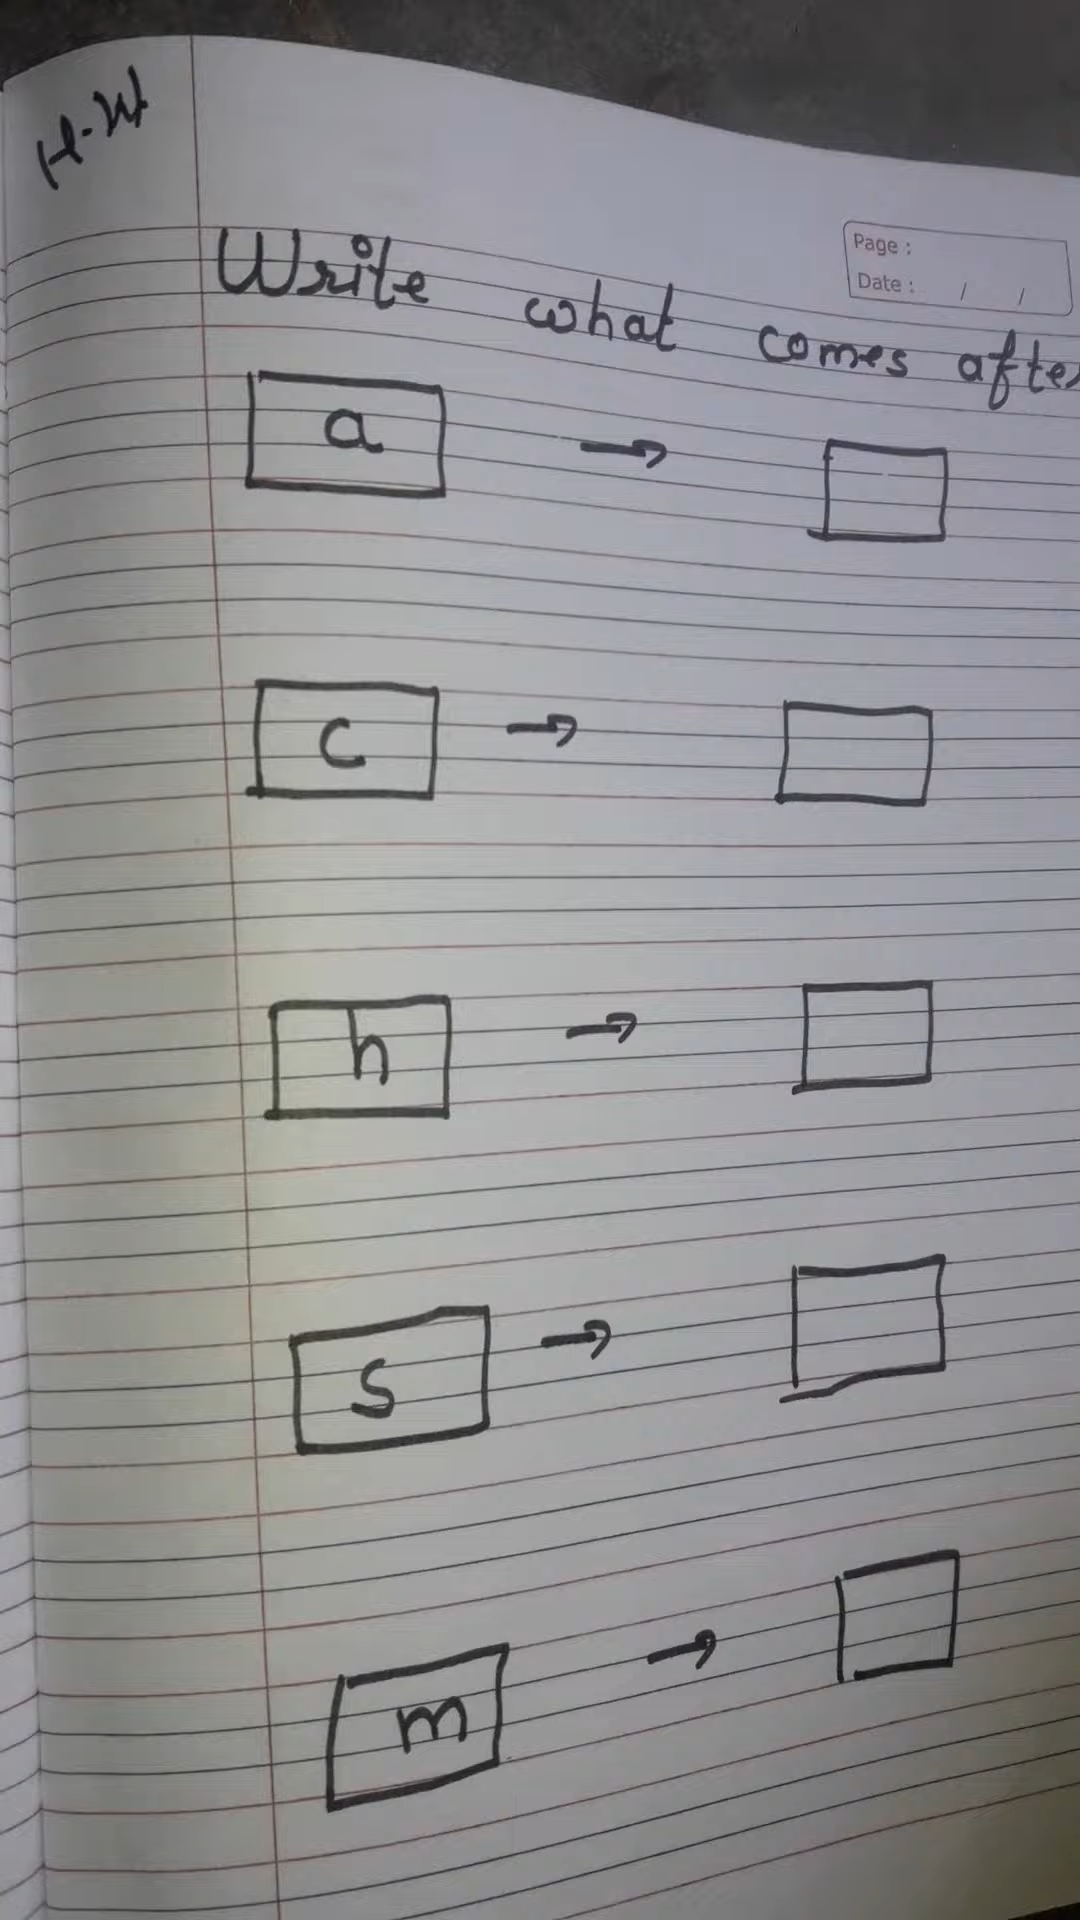 H.W
Page :
Date :    /    /
Write what comes after
a →
c →
h →
s →
m →